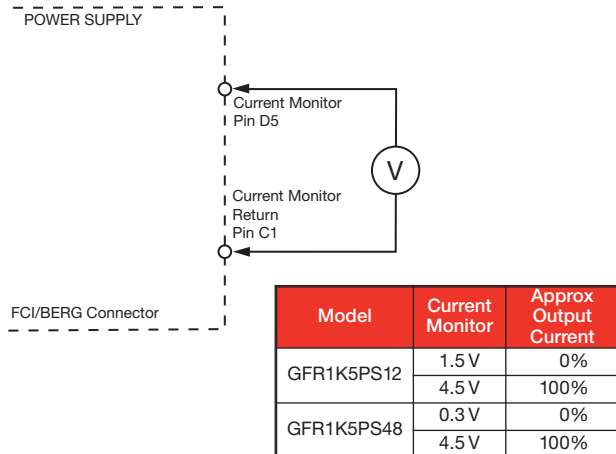 POWER SUPPLY
Current Monitor
Pin D5
V
Current Monitor
Return
Pin C1
FCI/BERG Connector
Model Current Monitor Approx Output Current
GFR1K5PS12 1.5 V 0%
4.5 V 100%
GFR1K5PS48 0.3 V 0%
4.5 V 100%